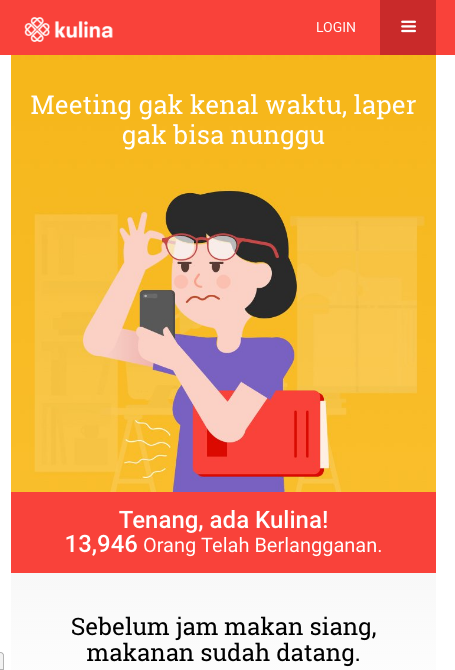 kulina
LOGIN
Meeting gak kenal waktu, laper
gak bisa nunggu
Tenang, ada Kulina!
13,946 Orang Telah Berlangganan.
Sebelum jam makan siang,
makanan sudah datang.